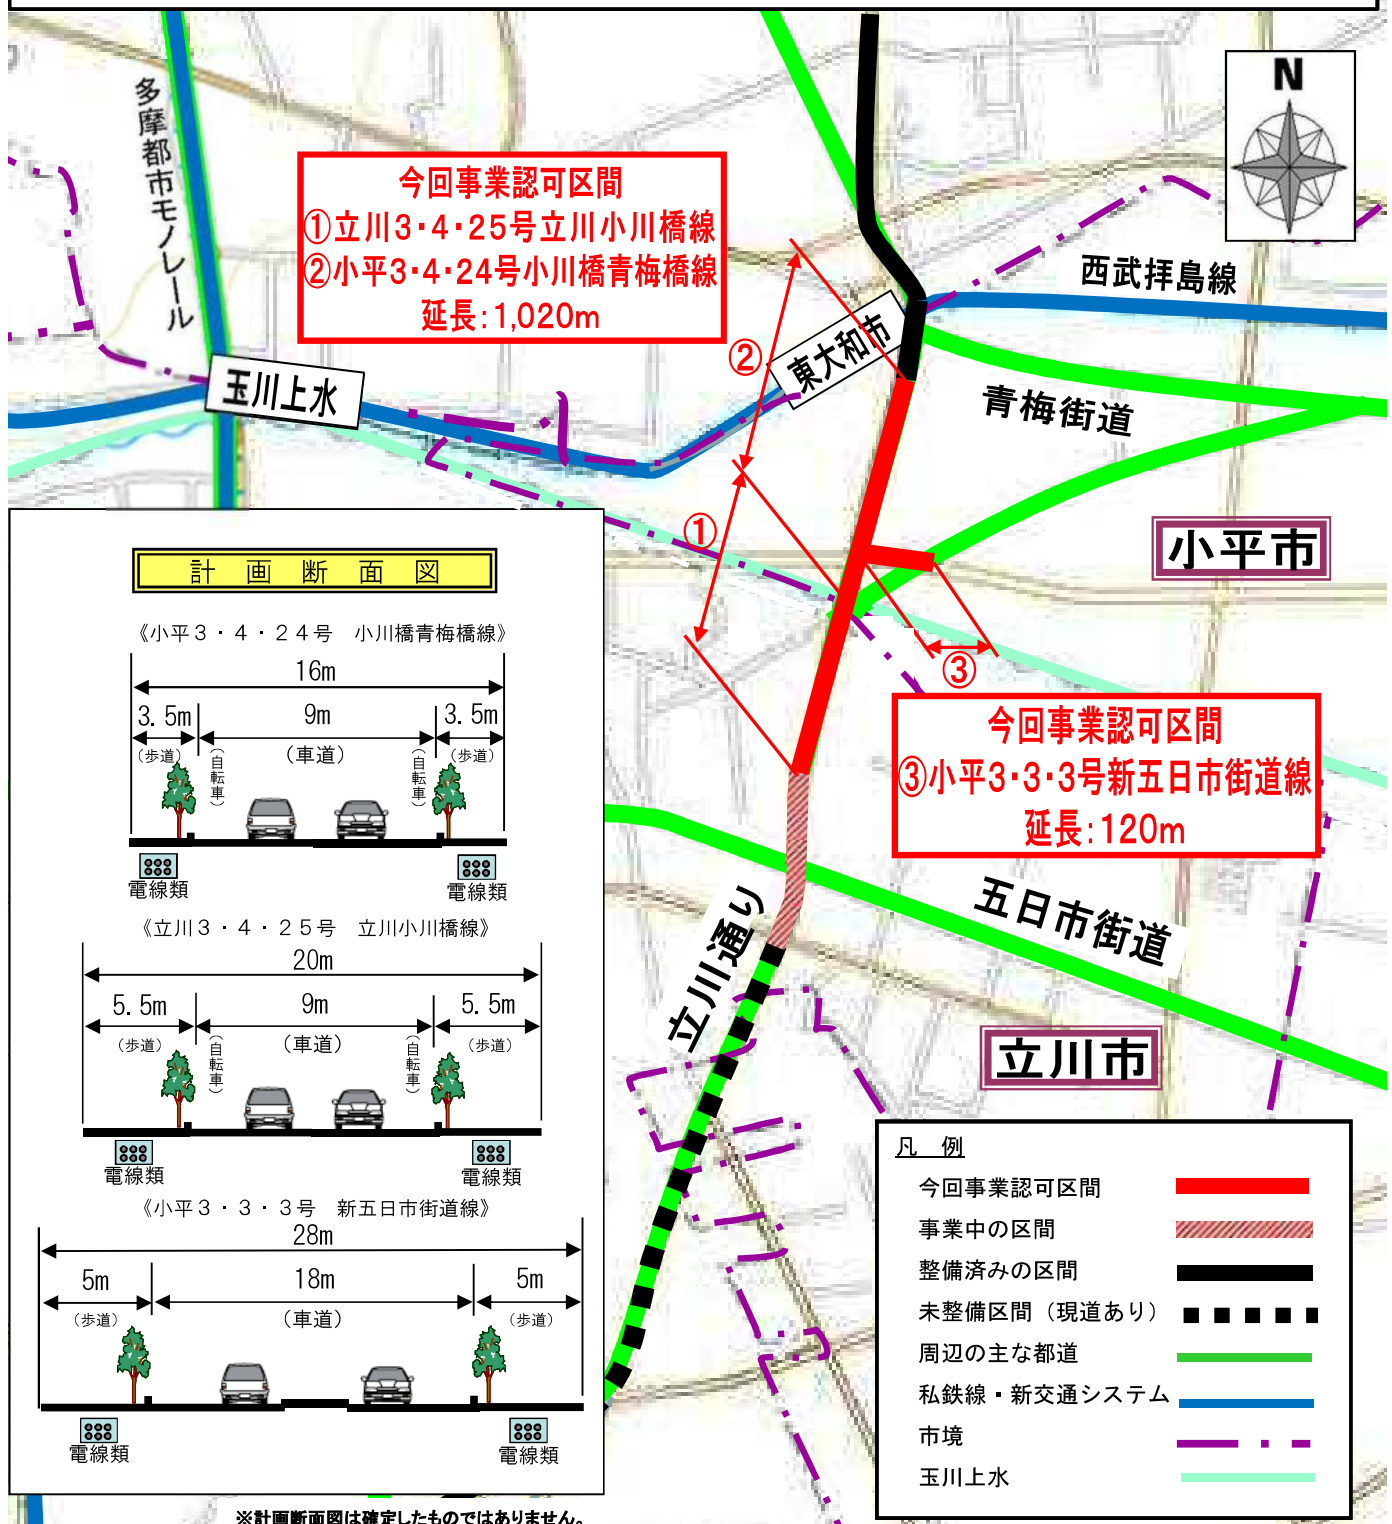 N
多摩都市モノレール
今回事業認可区間
①立川3・4・25号立川小川橋線
②小平3・4・24号小川橋青梅橋線
延長:1,020m
西武拝島線
②
東大和市
玉川上水
青梅街道
①
小平市
③
今回事業認可区間
③小平3・3・3号新五日市街道線
延長:120m
五日市街道
立川通り
立川市
計画断面図
《小平3・4・24号 小川橋青梅橋線》
16m
3.5m 9m 3.5m
(歩道) (自転車) (車道) (自転車) (歩道)
電線類 電線類
《立川3・4・25号 立川小川橋線》
20m
5.5m 9m 5.5m
(歩道) (自転車) (車道) (自転車) (歩道)
電線類 電線類
《小平3・3・3号 新五日市街道線》
28m
5m 18m 5m
(歩道) (車道) (歩道)
電線類 電線類
※計画断面図は確定したものではありません。
凡 例
今回事業認可区間
事業中の区間
整備済みの区間
未整備区間(現道あり)
周辺の主な都道
私鉄線・新交通システム
市境
玉川上水